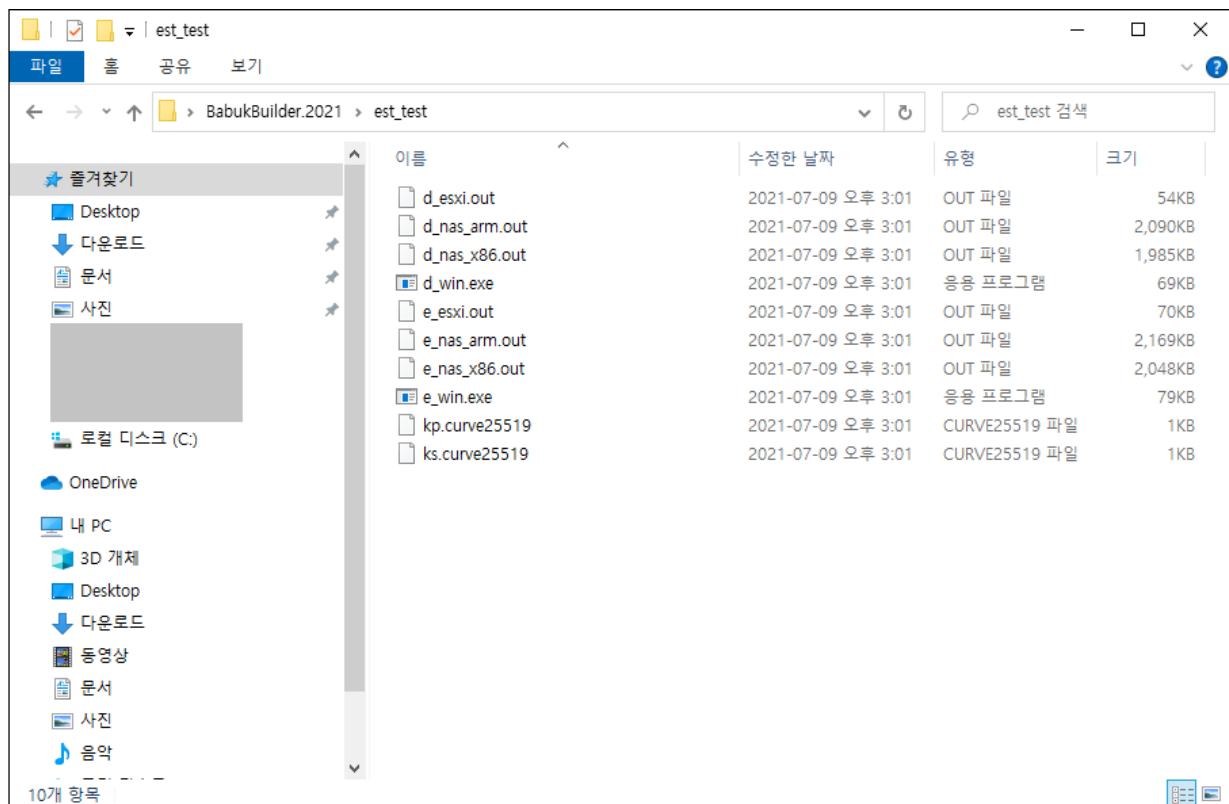 est_test
파일 홈 공유 보기
BabukBuilder.2021 › est_test
est_test 검색
이름 수정한 날짜 유형 크기
즐겨찾기
Desktop
다운로드
문서
사진
로컬 디스크 (C:)
OneDrive
내 PC
3D 개체
Desktop
다운로드
동영상
문서
사진
음악
d_esxi.out 2021-07-09 오후 3:01 OUT 파일 54KB
d_nas_arm.out 2021-07-09 오후 3:01 OUT 파일 2,090KB
d_nas_x86.out 2021-07-09 오후 3:01 OUT 파일 1,985KB
d_win.exe 2021-07-09 오후 3:01 응용 프로그램 69KB
e_esxi.out 2021-07-09 오후 3:01 OUT 파일 70KB
e_nas_arm.out 2021-07-09 오후 3:01 OUT 파일 2,169KB
e_nas_x86.out 2021-07-09 오후 3:01 OUT 파일 2,048KB
e_win.exe 2021-07-09 오후 3:01 응용 프로그램 79KB
kp.curve25519 2021-07-09 오후 3:01 CURVE25519 파일 1KB
ks.curve25519 2021-07-09 오후 3:01 CURVE25519 파일 1KB
10개 항목